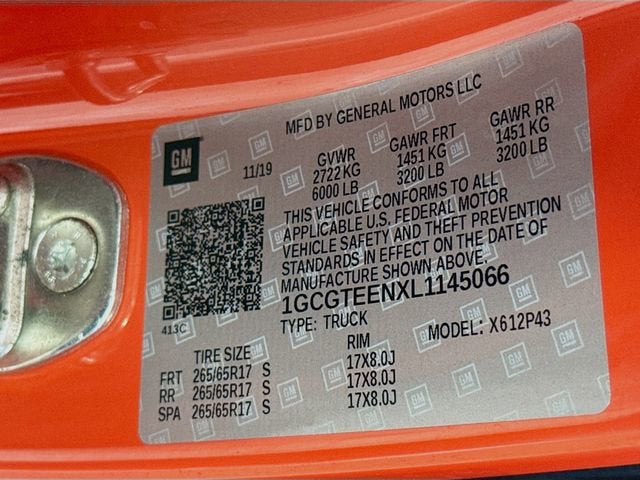 MFD BY GENERAL MOTORS LLC
GM
11/19
GVWR GAWR FRT GAWR RR
2722 KG 1451 KG 1451 KG
6000 LB 3200 LB 3200 LB
THIS VEHICLE CONFORMS TO ALL
APPLICABLE U.S. FEDERAL MOTOR
VEHICLE SAFETY AND THEFT PREVENTION
STANDARDS IN EFFECT ON THE DATE OF
MANUFACTURE SHOWN ABOVE.
1GCGTEENXL1145066
413C
TYPE: TRUCK MODEL: X612P43
TIRE SIZE RIM
FRT 265/65R17 S 17X8.0J
RR 265/65R17 S 17X8.0J
SPA 265/65R17 S 17X8.0J